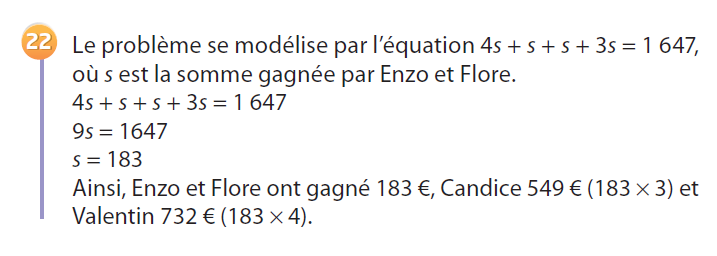 22 Le problème se modélise par l'équation 4s + s + s + 3s = 1 647,
où s est la somme gagnée par Enzo et Flore.
4s + s + s + 3s = 1 647
9s = 1647
s = 183
Ainsi, Enzo et Flore ont gagné 183 €, Candice 549 € (183 × 3) et
Valentin 732 € (183 × 4).